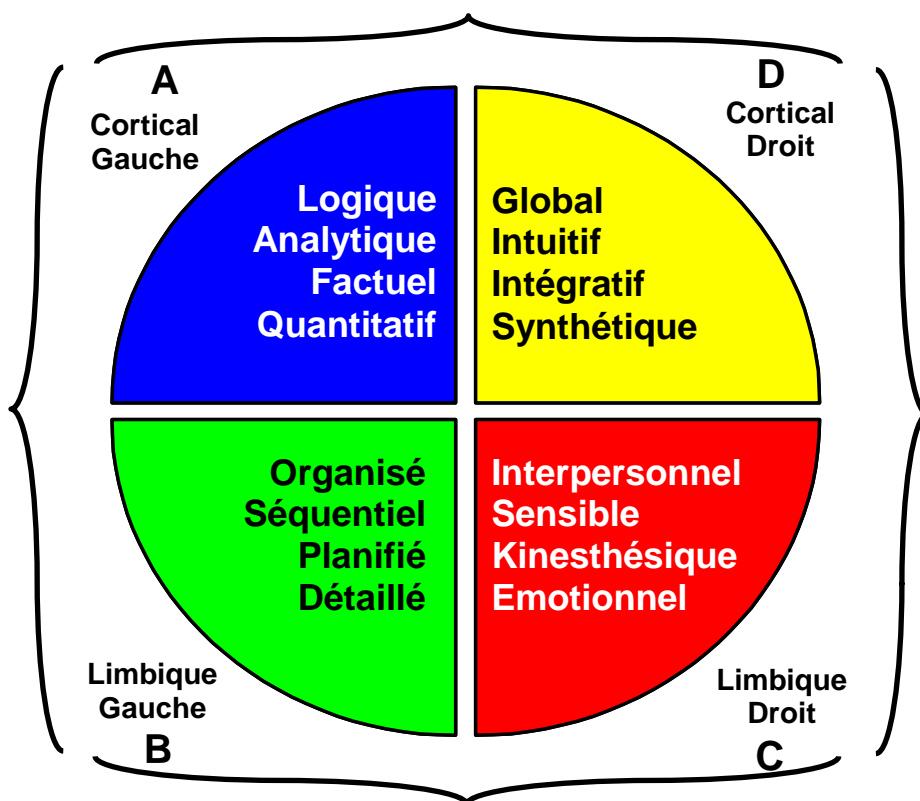 A
Cortical
Gauche
D
Cortical
Droit
Logique
Analytique
Factuel
Quantitatif
Global
Intuitif
Intégratif
Synthétique
Organisé
Séquentiel
Planifié
Détaillé
Interpersonnel
Sensible
Kinesthésique
Emotionnel
Limbique
Gauche
B
Limbique
Droit
C